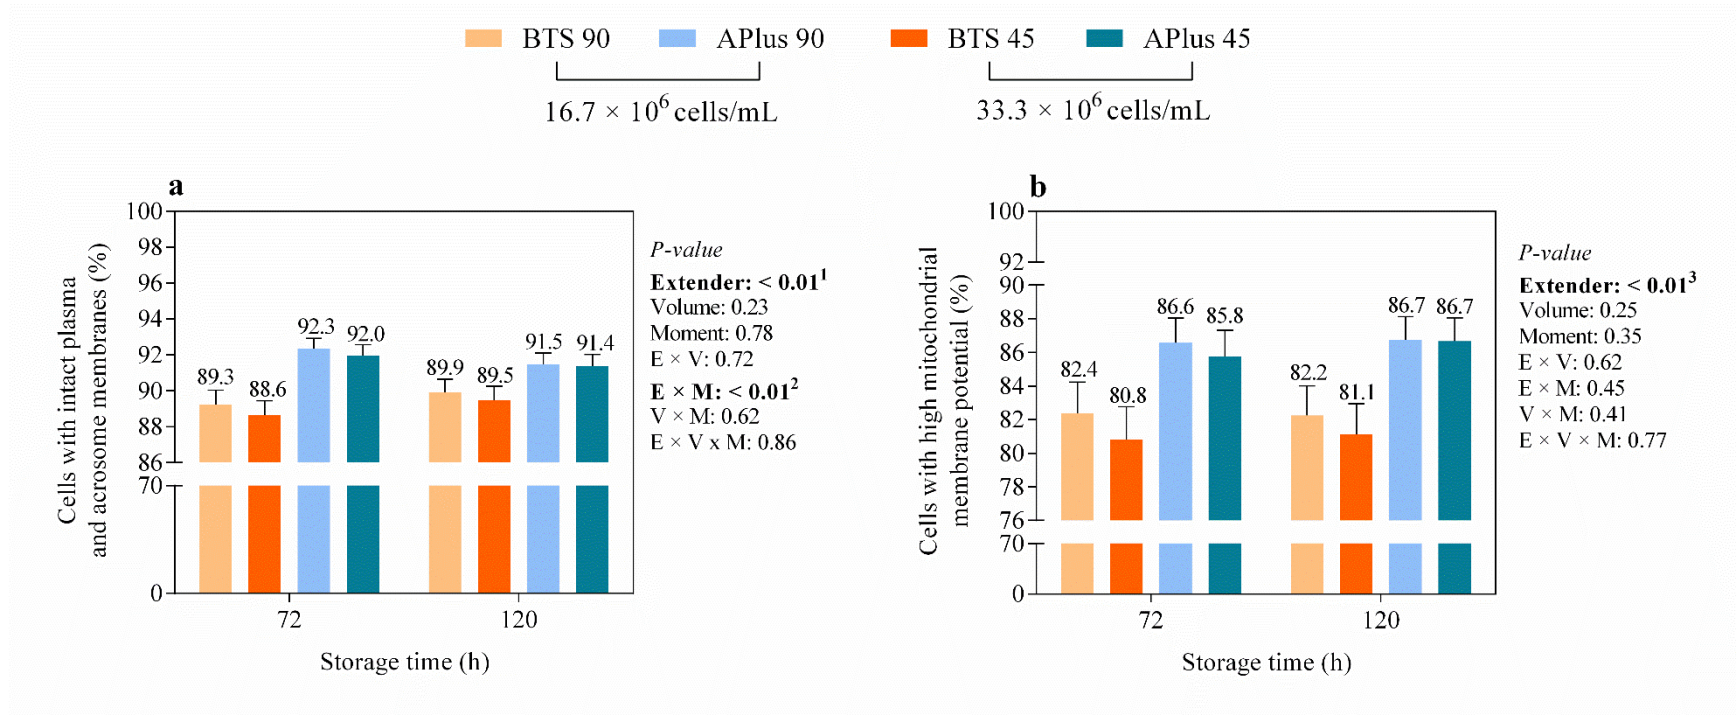 BTS 90 APlus 90 BTS 45 APlus 45
16.7 × 10⁶ cells/mL 33.3 × 10⁶ cells/mL
a
Cells with intact plasma
and acrosome membranes (%)
100
98
96
94
92
90
88
86
70
0
89.3 88.6 92.3 92.0 89.9 89.5 91.5 91.4
72 120
Storage time (h)
P-value
Extender: < 0.01¹
Volume: 0.23
Moment: 0.78
E × V: 0.72
E × M: < 0.01²
V × M: 0.62
E × V x M: 0.86
b
Cells with high mitochondrial
membrane potential (%)
100
92
90
88
86
84
82
80
78
76
70
0
82.4 80.8 86.6 85.8 82.2 81.1 86.7 86.7
72 120
Storage time (h)
P-value
Extender: < 0.01³
Volume: 0.25
Moment: 0.35
E × V: 0.62
E × M: 0.45
V × M: 0.41
E × V × M: 0.77